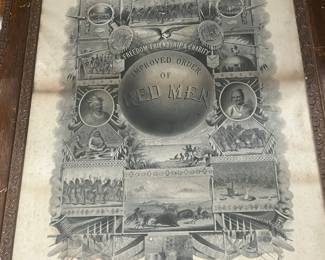 FREEDOM, FRIENDSHIP & CHARITY
IMPROVED ORDER
OF
RED MEN